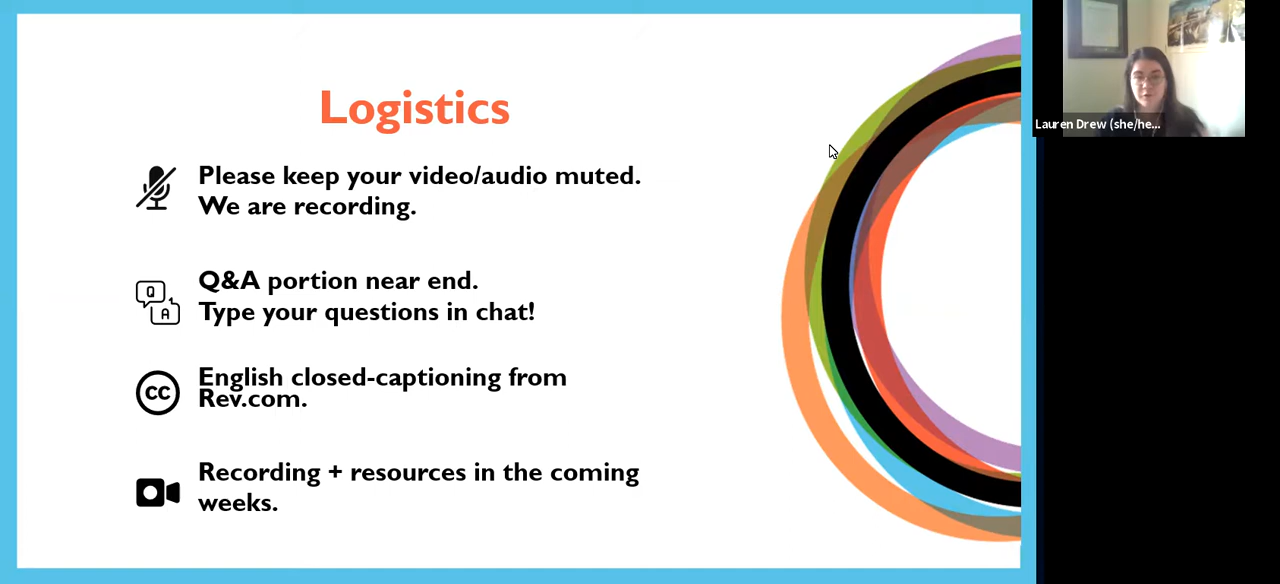 Logistics
Please keep your video/audio muted.
We are recording.
Q
A
Q&A portion near end.
Type your questions in chat!
CC
English closed-captioning from
Rev.com.
Recording + resources in the coming
weeks.
Lauren Drew (she/he...